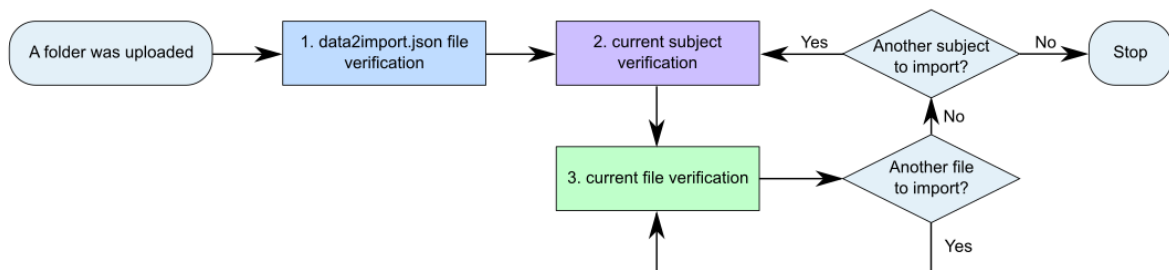 A folder was uploaded
1. data2import.json file
verification
2. current subject
verification
Yes
Another subject
to import?
No
Stop
No
3. current file verification
Another file
to import?
Yes